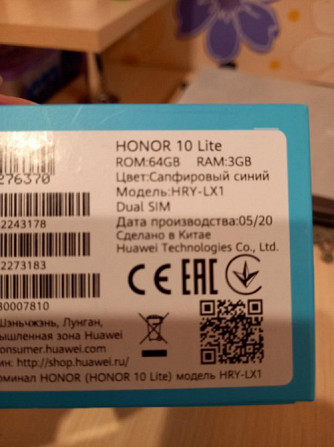 HONOR 10 Lite
ROM:64GB RAM:3GB
Цвет:Сапфировый синий
Модель:HRY-LX1
Dual SIM
Дата производства:05/20
Сделано в Китае
Huawei Technologies Co., Ltd.
276370
2243178
2273183
80007810
CE EAC
Шэньчжэнь, Лунган,
ышленная зона Huawei
onsumer.huawei.com
ин: http://shop.huawei.ru/
рминал HONOR (HONOR 10 Lite) модель HRY-LX1